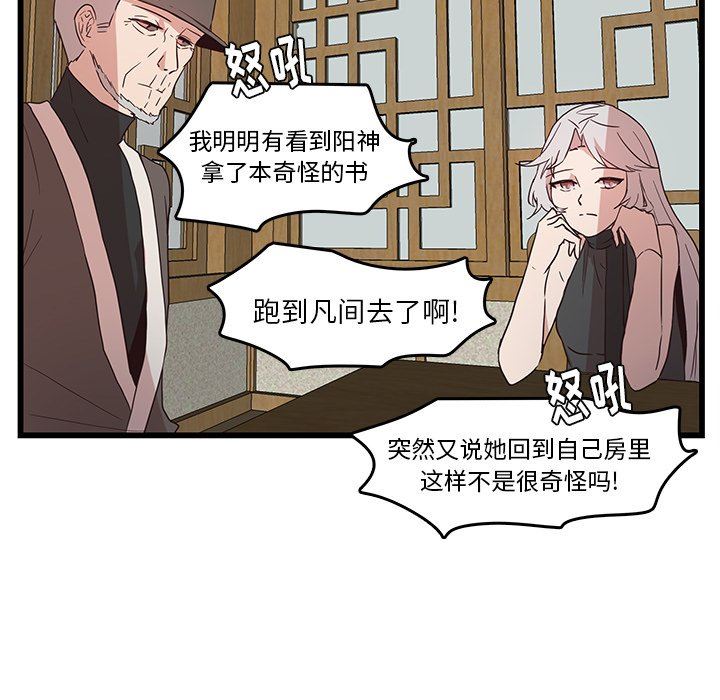 怒吼
我明明有看到阳神
拿了本奇怪的书
跑到凡间去了啊!
怒吼
突然又说她回到自己房里
这样不是很奇怪吗!